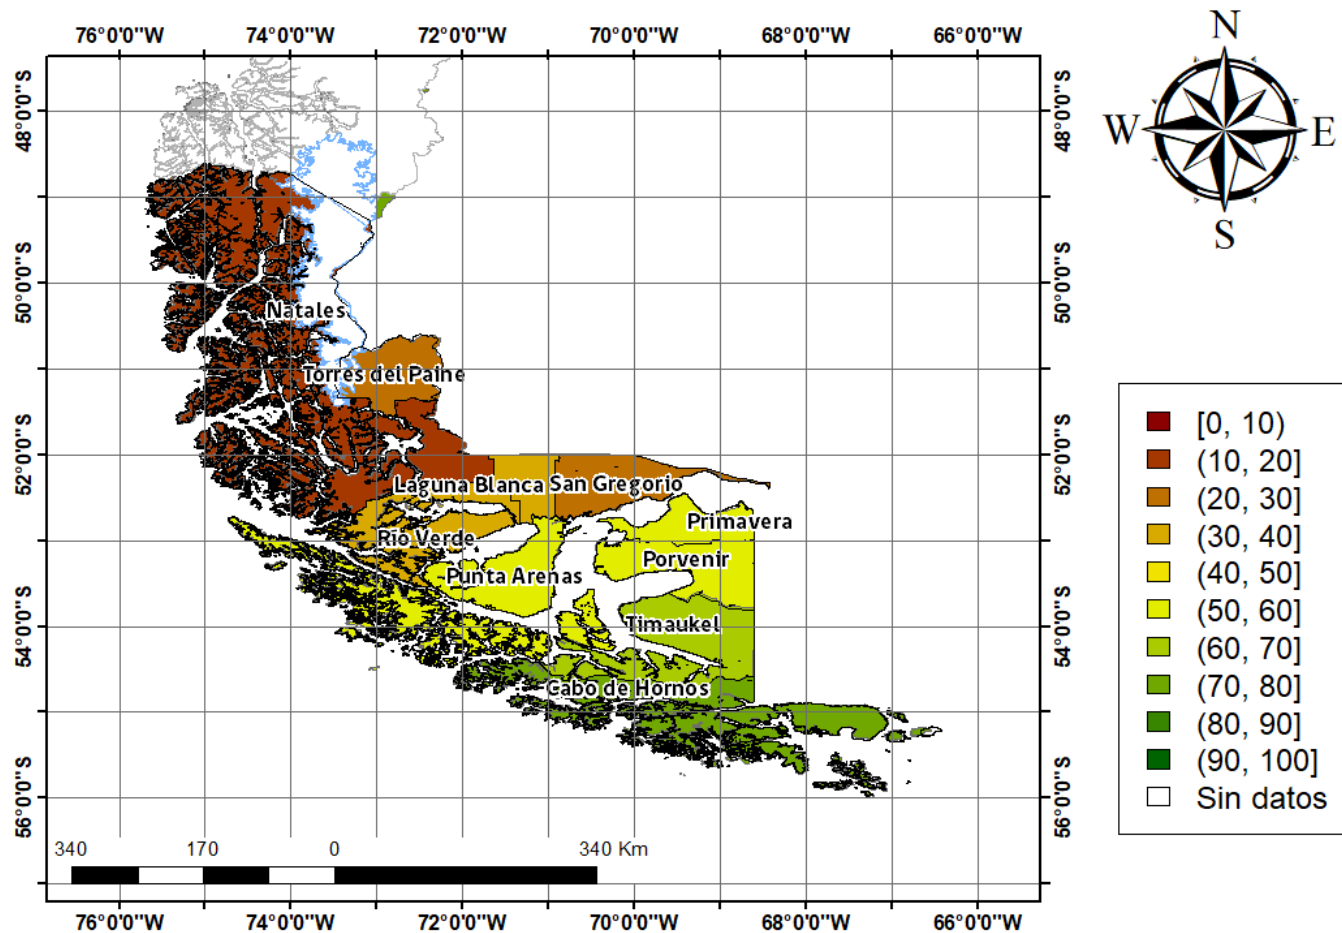 76°0'0"W 74°0'0"W 72°0'0"W 70°0'0"W 68°0'0"W 66°0'0"W
48°0'0"S 48°0'0"S
50°0'0"S 50°0'0"S
52°0'0"S 52°0'0"S
54°0'0"S 54°0'0"S
56°0'0"S 56°0'0"S
Natales
Torres del Paine
Laguna Blanca San Gregorio
Primavera
Río Verde
Porvenir
Punta Arenas
Timaukel
Cabo de Hornos
340 170 0 340 Km
76°0'0"W 74°0'0"W 72°0'0"W 70°0'0"W 68°0'0"W 66°0'0"W
N
W E
S
[0, 10)
(10, 20]
(20, 30]
(30, 40]
(40, 50]
(50, 60]
(60, 70]
(70, 80]
(80, 90]
(90, 100]
Sin datos